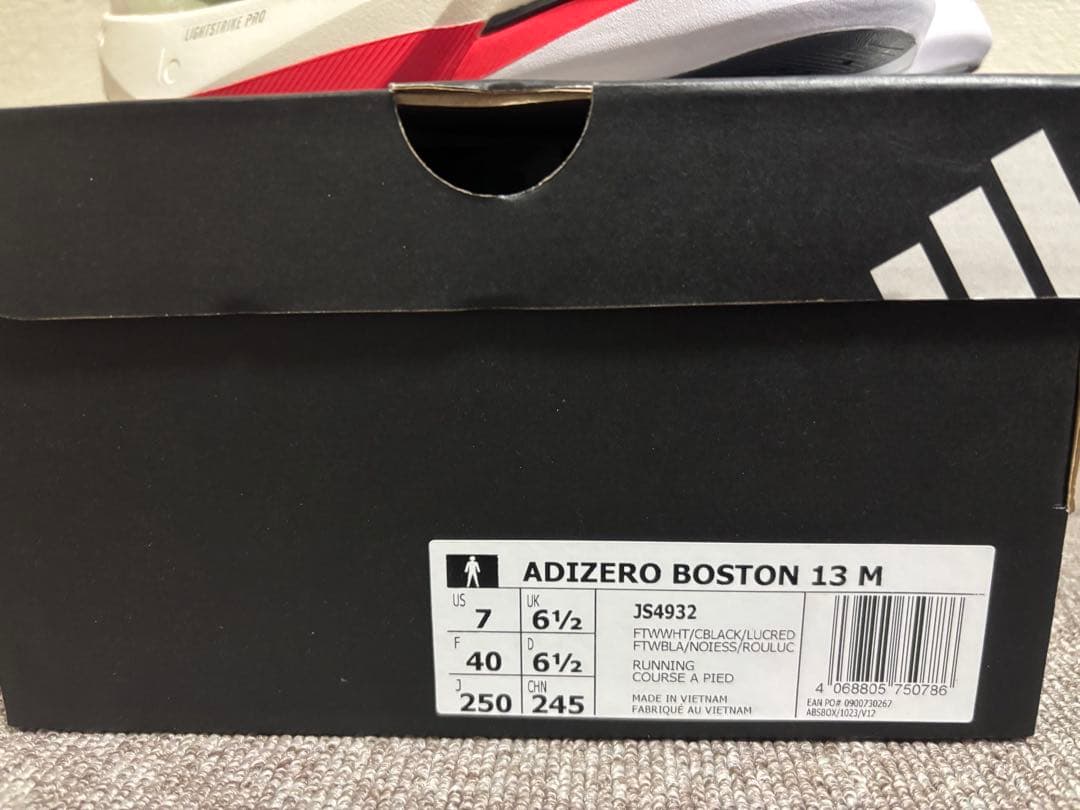 LIGHTSTRIKE PRO
ADIZERO BOSTON 13 M
US 7 UK 6½
F 40 D 6½
J 250 CHN 245
JS4932
FTWWHT/CBLACK/LUCRED
FTWBLA/NOIESS/ROULUC
RUNNING
COURSE A PIED
MADE IN VIETNAM
FABRIQUÉ AU VIETNAM
4 068805 750786
EAN PO# 0900730267
ABSBOX/1023/V12